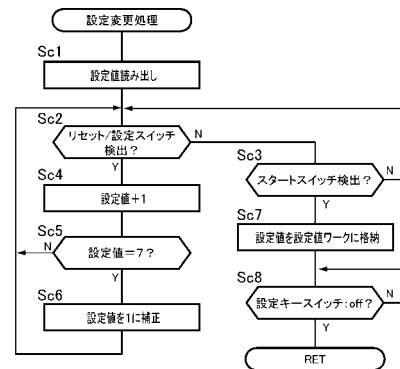 設定変更処理
Sc1
設定値読み出し
Sc2
リセット/設定スイッチ
検出?
N
Y
Sc3
スタートスイッチ検出?
N
Y
Sc4
設定値+1
Sc5
設定値=7?
N
Y
Sc6
設定値を1に補正
Sc7
設定値を設定値ワークに格納
Sc8
設定キースイッチ:off?
N
Y
RET